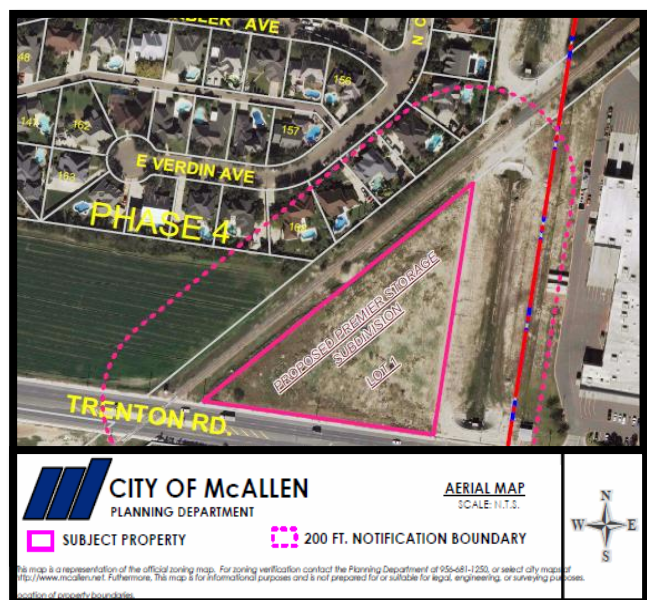 AVE
N C
148
156
147
162
157
E VERDIN AVE
163
PHASE 4
PROPOSED PREMIER STORAGE
SUBDIVISION
LOT 1
TRENTON RD.
CITY OF McALLEN
PLANNING DEPARTMENT
AERIAL MAP
SCALE: N.T.S.
N
W E
S
SUBJECT PROPERTY
200 FT. NOTIFICATION BOUNDARY
This map is a representation of the official zoning map. For zoning verification contact the Planning Department at 956-681-1250, or select city maps at
http://www.mcallen.net. Futhermore, This map is for informational purposes and is not prepared for or suitable for legal, engineering, or surveying purposes.
location of property boundaries.